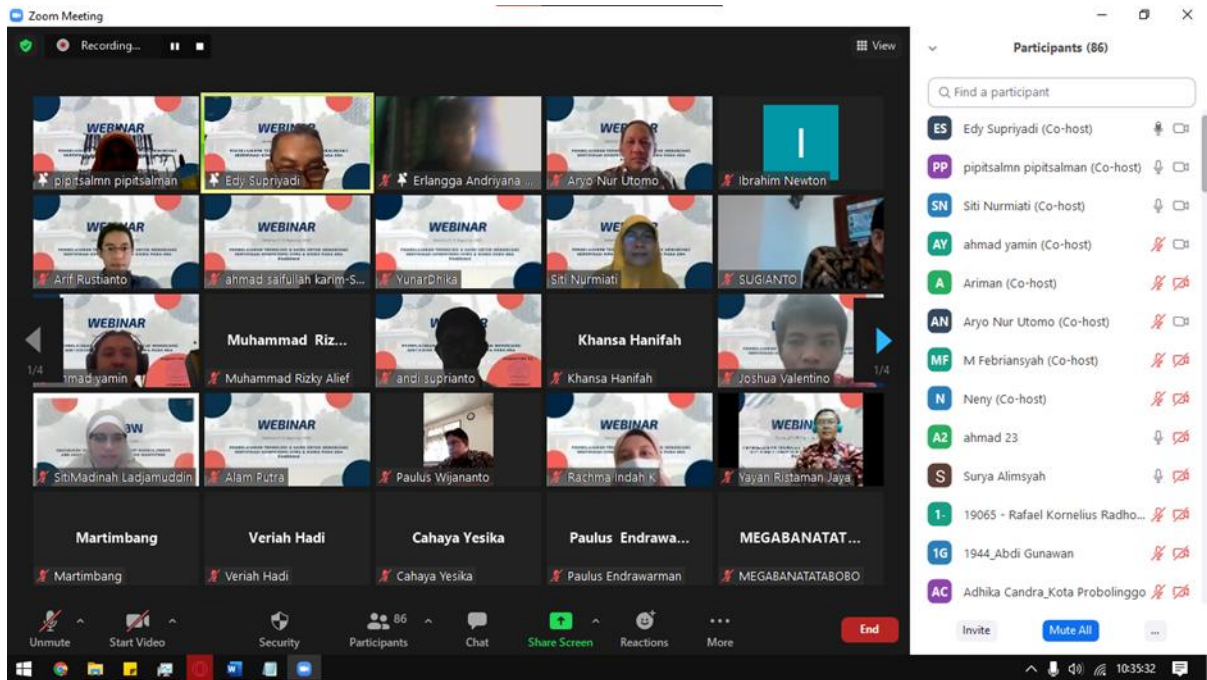 Zoom Meeting
Recording...
View
WEBINAR
pipitsalmn pipitsalman
WEBINAR
Edy Supriyadi
Erlangga Andriyana ...
Aryo Nur Utomo
I
Ibrahim Newton
WEBINAR
Arif Rustianto
WEBINAR
ahmad saifullah karim-S...
WEBINAR
YunarDhika
Siti Nurmiati
SUGIANTO
WEBINAR
1/4
Muhammad Riz...
Muhammad Rizky Alief
andi suprianto
Khansa Hanifah
Khansa Hanifah
Joshua Valentino
1/4
SitiMadinah Ladjamuddin
WEBINAR
Alam Putra
Paulus Wijananto
WEBINAR
Rachma Indah K
Yayan Ristaman Jaya
Martimbang
Martimbang
Veriah Hadi
Veriah Hadi
Cahaya Yesika
Cahaya Yesika
Paulus Endrawa...
Paulus Endrawarman
MEGABANATAT...
MEGABANATATABOBO
Unmute
Start Video
Security
86
Participants
Chat
Share Screen
Reactions
More
End
Participants (86)
Find a participant
ES Edy Supriyadi (Co-host)
PP pipitsalmn pipitsalman (Co-host)
SN Siti Nurmiati (Co-host)
AY ahmad yamin (Co-host)
A Ariman (Co-host)
AN Aryo Nur Utomo (Co-host)
MF M Febriansyah (Co-host)
N Neny (Co-host)
A2 ahmad 23
S Surya Alimsyah
1- 19065 - Rafael Kornelius Radho...
1G 1944_Abdi Gunawan
AC Adhika Candra_Kota Probolinggo
Invite
Mute All
...
10:35:32